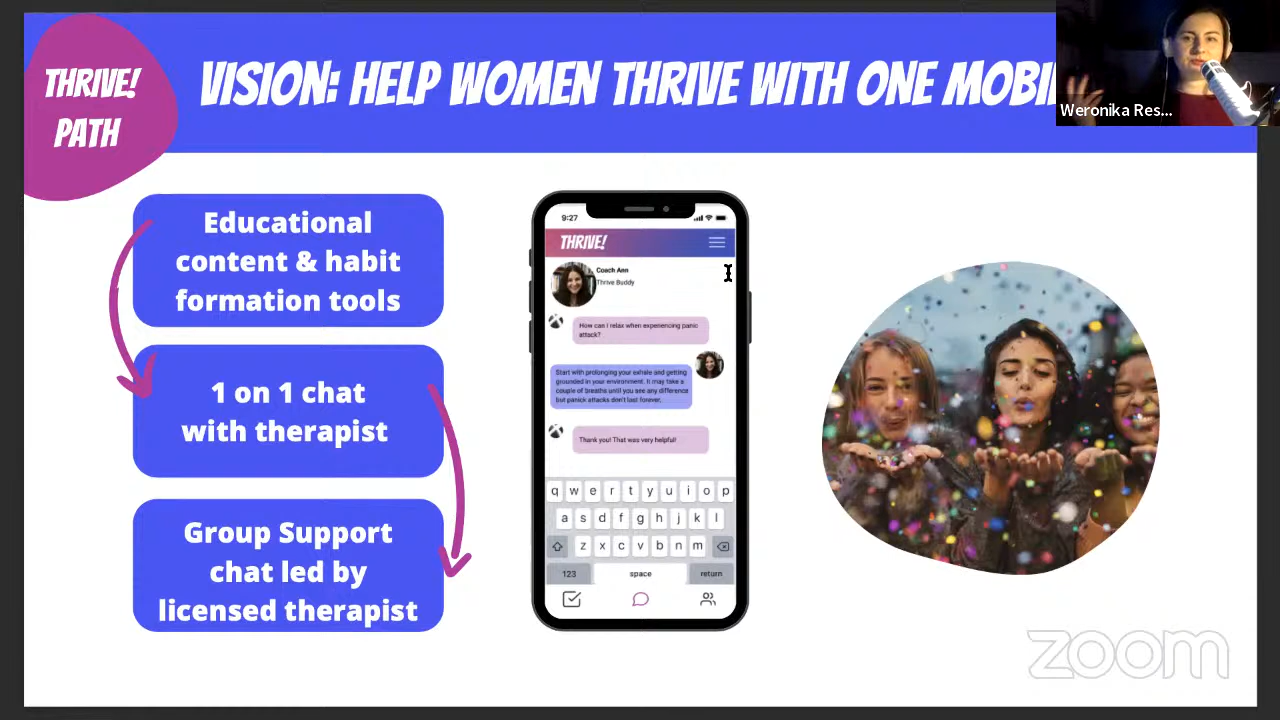 THRIVE!
PATH
VISION: HELP WOMEN THRIVE WITH ONE
Weronika Res...
Educational
content & habit
formation tools
1 on 1 chat
with therapist
Group Support
chat led by
licensed therapist
9:27
THRIVE!
Coach Ann
Thrive Buddy
How can I relax when experiencing panic
attack?
Start with prolonging your exhale and getting
grounded in your environment. It may take a
couple of breaths until you see any difference
but panick attacks don't last forever.
Thank you! That was very helpful!
q w e r t y u i o p
a s d f g h j k l
z x c v b n m
123 space return
zoom